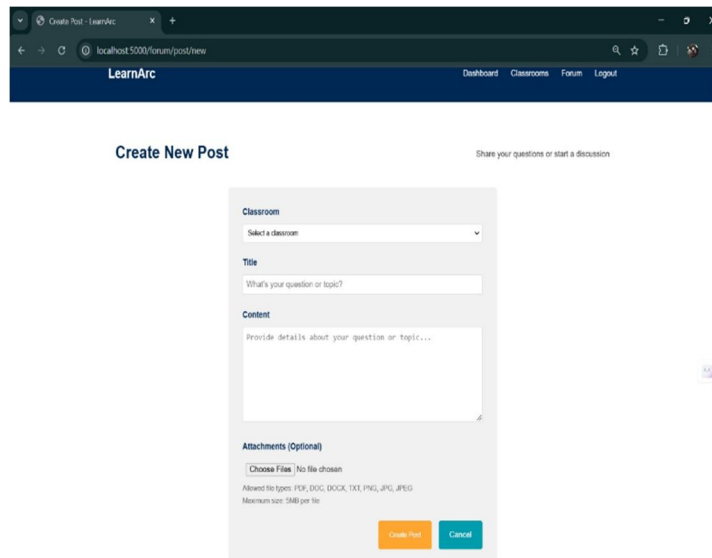 Create Post - LearnArc
localhost:5000/forum/post/new
LearnArc
Dashboard Classrooms Forum Logout
Create New Post
Share your questions or start a discussion
Classroom
Select a classroom
Title
What's your question or topic?
Content
Provide details about your question or topic...
Attachments (Optional)
Choose Files No file chosen
Allowed file types: PDF, DOC, DOCX, TXT, PNG, JPG, JPEG
Maximum size: 5MB per file
Create Post Cancel